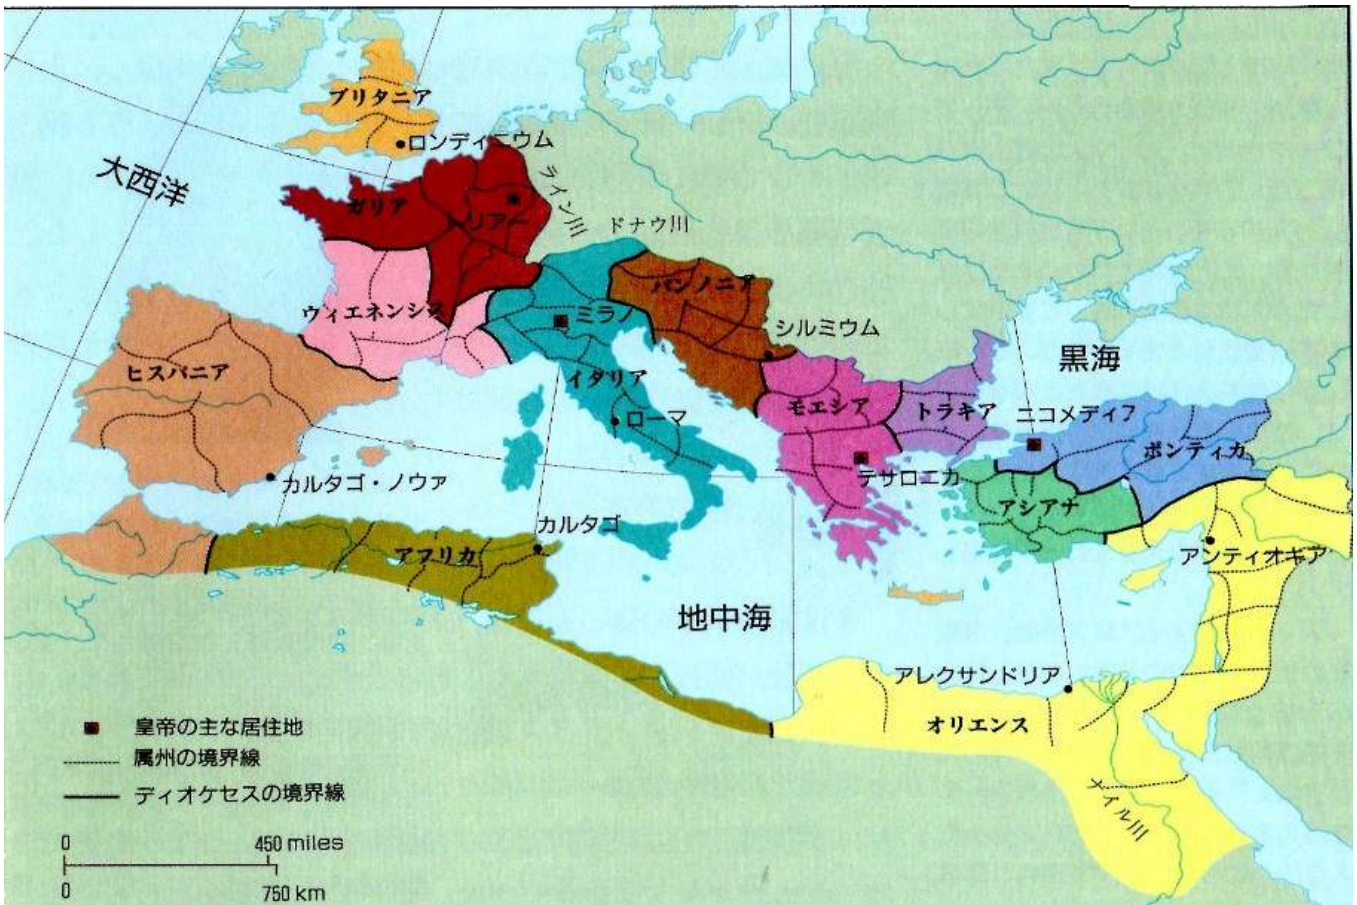 ブリタニア
ロンディニウム
大西洋
ガリア
トリアー
ライン川
ドナウ川
ウィエネンシス
パンノニア
ミラノ
シルミウム
ヒスパニア
イタリア
黒海
モエシア
トラキア
ニコメディア
ローマ
ポンティカ
カルタゴ・ノウァ
テサロニカ
アシアナ
カルタゴ
アフリカ
アンティオキア
地中海
アレクサンドリア
オリエンス
ナイル川
皇帝の主な居住地
属州の境界線
ディオケセスの境界線
0 450 miles
0 750 km